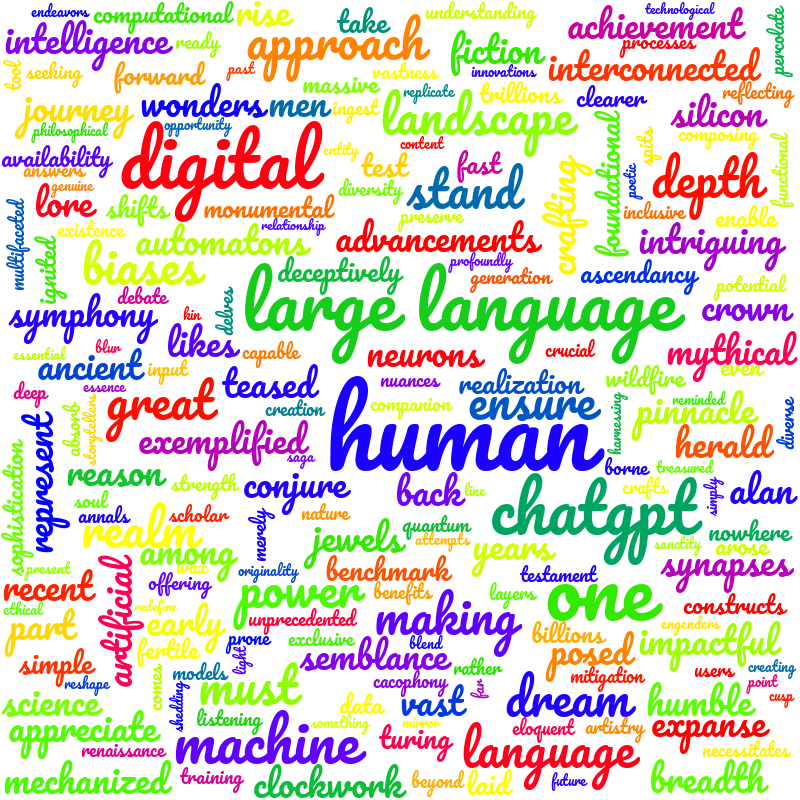 endeavors computational rise take understanding technological
intelligence ready approach fiction achievement processes percolate
tool seeking forward past massive vastness innovations interconnected
journey wonders men ingest replicate trillions clearer reflecting
philosophical opportunity landscape silicon
availability digital entity content composing
answers test fast crafting foundational spits functional
genuine diversity stand poetic depth
lore shifts monumental preserve inclusive enable
multifaceted existence relationship advancements intriguing
ignited automatons profoundly
biases deceptively generation ascendancy potential
debate large language
symphony kin delves crown
essential blur likes capable neurons crucial mythical
ancient input nuances realization wildfire even
deep essence teased creation companion ensure harnessing reminded
absorb storytellers great human pinnacle diverse
represent exemplified saga herald
sophistication reason strength conjure back line borne treasured
soul crafts simply alan
annals scholar merely nature chatgpt
realm jewels quantum nowhere
among attempts years sanctity arose
present wax originality benchmark testament synapses
recent artificial offering power benefits layers one
ethical redefine making constructs
part early unprecedented engenders
prone exclusive blend billions impactful
fertile light semblance rather posed
simple models cacophony mitigation users creating
reshape comes far point
science shedding must data vast dream humble cusp
appreciate listening something mirror eloquent artistry expanse
renaissance machine turing language necessitates
mechanized training clockwork beyond laid future breadth